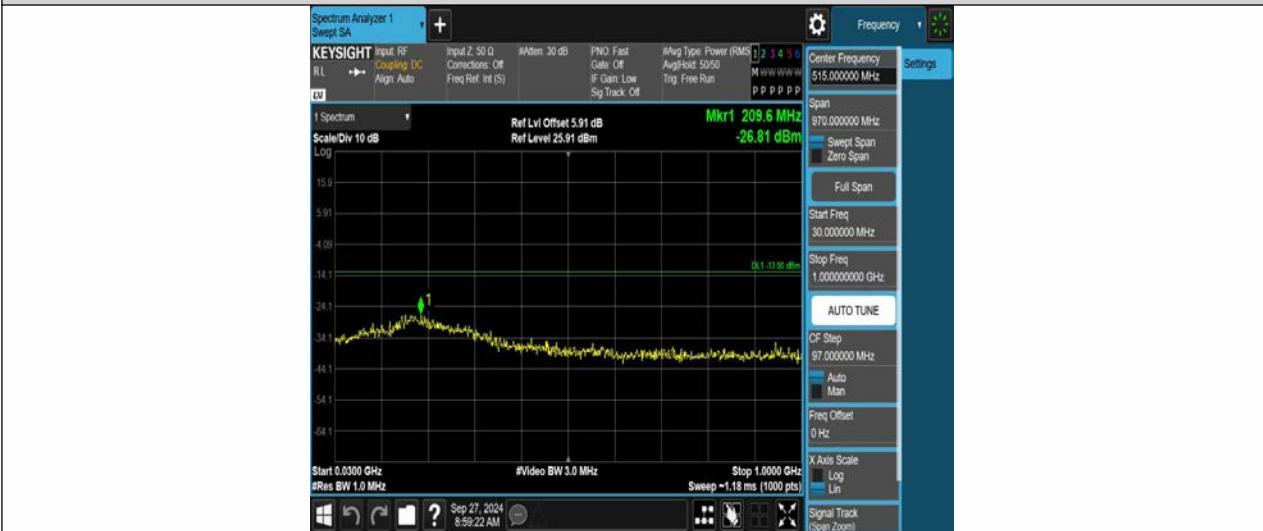 Spectrum Analyzer 1
Swept SA
+
Frequency
KEYSIGHT
RL
LV
Input: RF
Coupling: DC
Align: Auto
Input Z: 50 Ω
Corrections: Off
Freq Ref: Int (S)
#Atten: 30 dB
PNO: Fast
Gate: Off
IF Gain: Low
Sig Track: Off
#Avg Type: Power (RMS
Avg|Hold: 50/50
Trig: Free Run
1 2 3 4 5 6
M W W W W W
P P P P P P
1 Spectrum
Scale/Div 10 dB
Log
Ref Lvl Offset 5.91 dB
Ref Level 25.91 dBm
Mkr1 209.6 MHz
-26.81 dBm
15.9
5.91
-4.09
-14.1
-24.1
-34.1
-44.1
-54.1
-64.1
DL1 -13.00 dBm
1
Start 0.0300 GHz
#Res BW 1.0 MHz
#Video BW 3.0 MHz
Stop 1.0000 GHz
Sweep ~1.18 ms (1000 pts)
?
Sep 27, 2024
8:59:22 AM
Center Frequency
515.000000 MHz
Settings
Span
970.000000 MHz
Swept Span
Zero Span
Full Span
Start Freq
30.000000 MHz
Stop Freq
1.000000000 GHz
AUTO TUNE
CF Step
97.000000 MHz
Auto
Man
Freq Offset
0 Hz
X Axis Scale
Log
Lin
Signal Track
(Span Zoom)